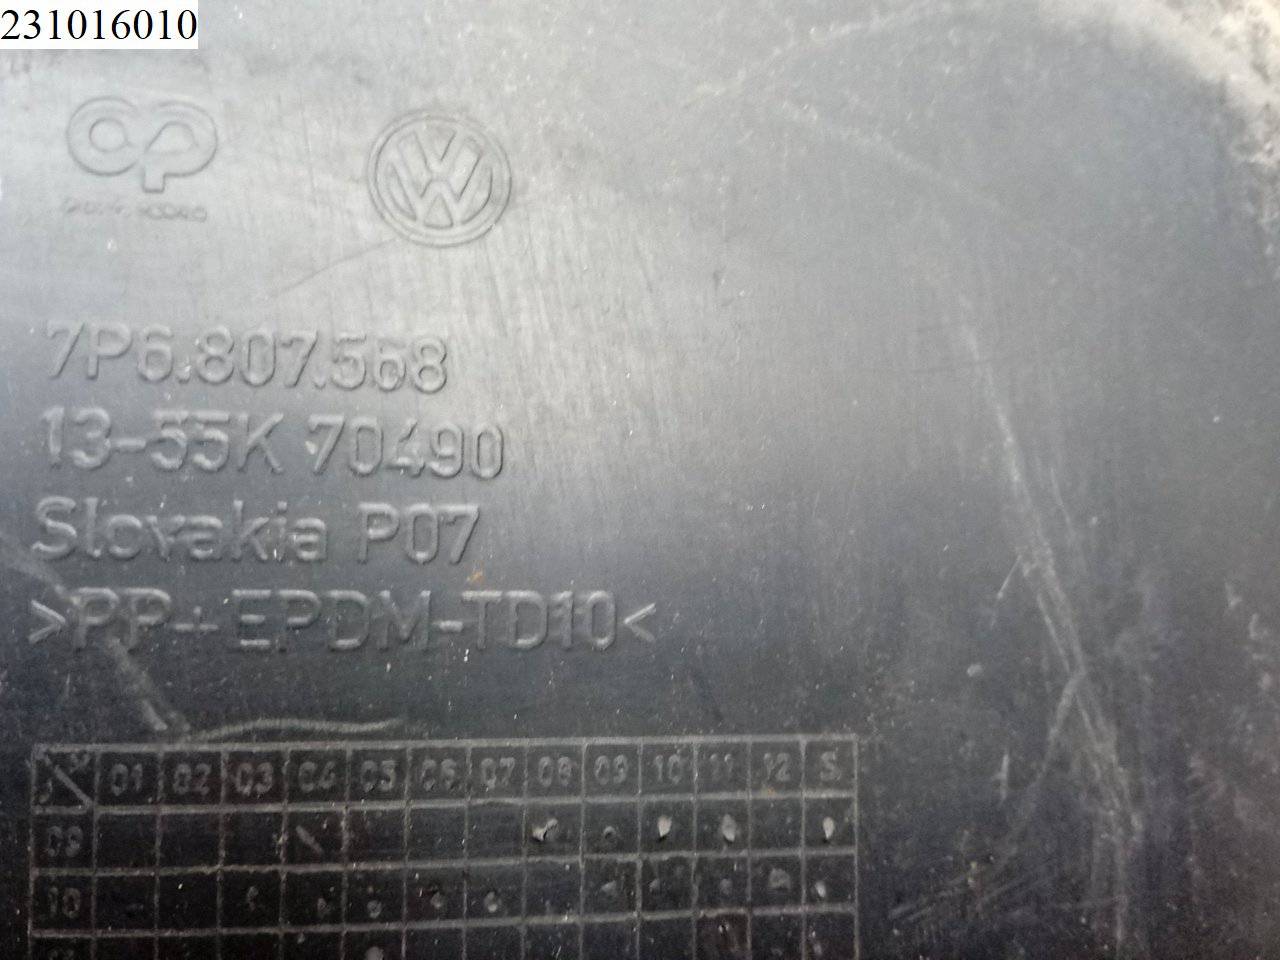 231016010
7P6.807.568
13-55K 70490
Slovakia P07
>PP+EPDM-TD10<
01 02 03 04 05 06 07 08 09 10 11 12 S
09
10